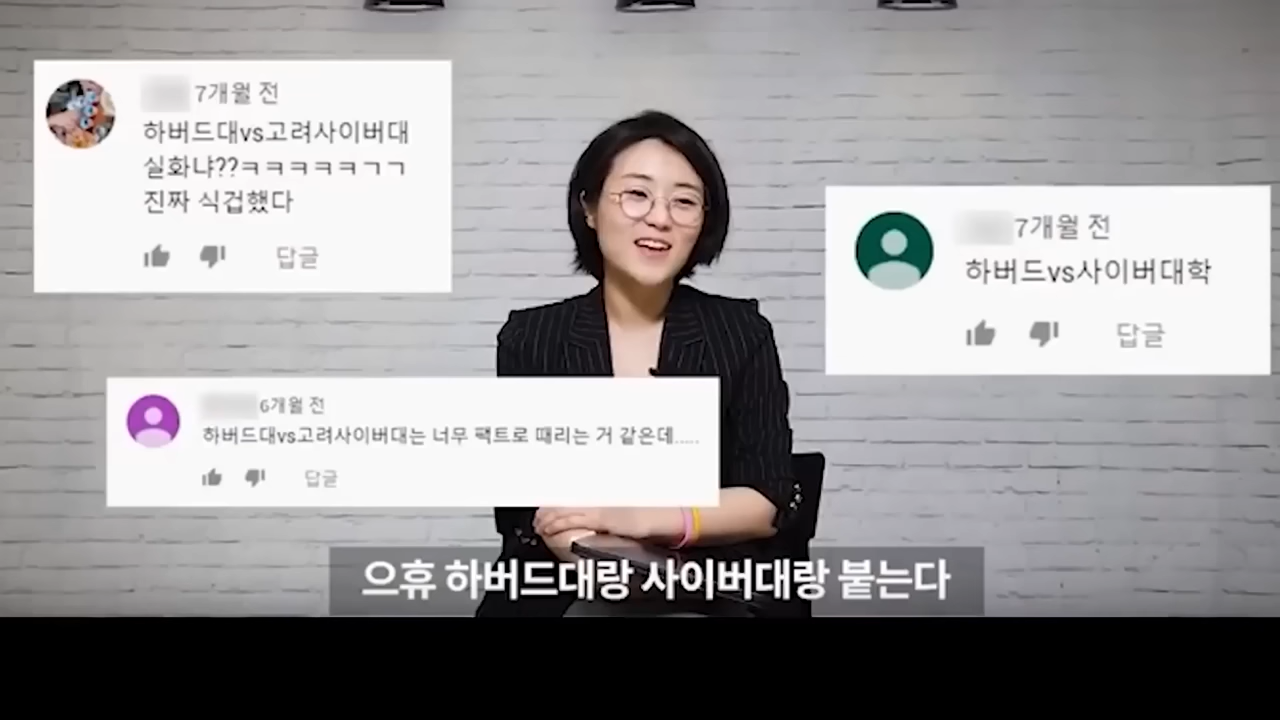 7개월 전
하버드대vs고려사이버대
실화냐??ㅋㅋㅋㅋㅋㄱㄱ
진짜 식겁했다
답글
7개월 전
하버드vs사이버대학
답글
6개월 전
하버드대vs고려사이버대는 너무 팩트로 때리는 거 같은데.....
답글
으휴 하버드대랑 사이버대랑 붙는다